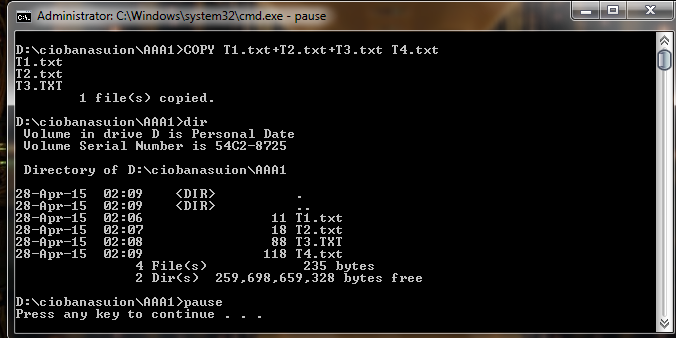 Administrator: C:\Windows\system32\cmd.exe - pause
D:\ciobanasuion\AAA1>COPY T1.txt+T2.txt+T3.txt T4.txt
T1.txt
T2.txt
T3.TXT
        1 file(s) copied.
D:\ciobanasuion\AAA1>dir
 Volume in drive D is Personal Date
 Volume Serial Number is 54C2-8725
 Directory of D:\ciobanasuion\AAA1
28-Apr-15  02:09    <DIR>          .
28-Apr-15  02:09    <DIR>          ..
28-Apr-15  02:06                11 T1.txt
28-Apr-15  02:07                18 T2.txt
28-Apr-15  02:08                88 T3.TXT
28-Apr-15  02:09               118 T4.txt
               4 File(s)            235 bytes
               2 Dir(s)  259,698,659,328 bytes free
D:\ciobanasuion\AAA1>pause
Press any key to continue . . .